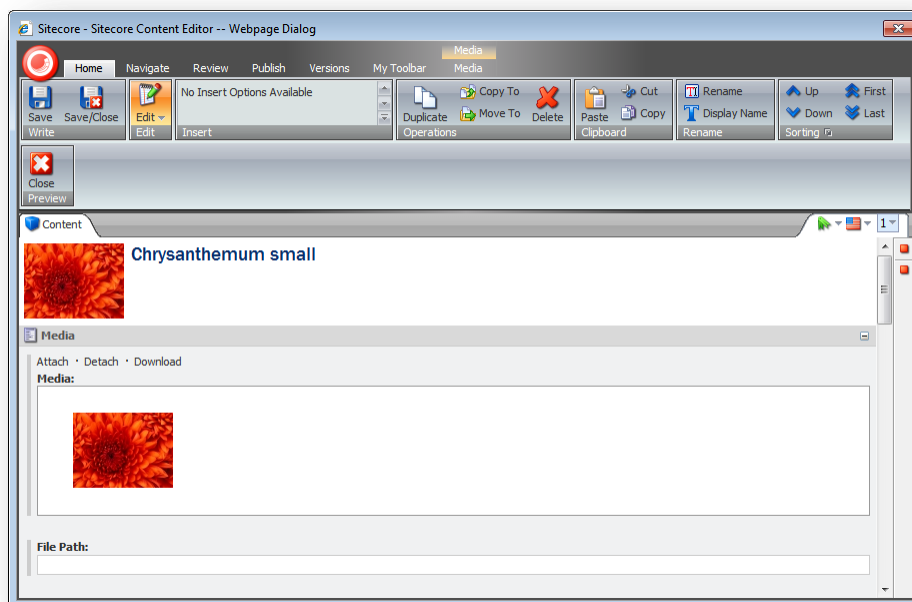 Sitecore - Sitecore Content Editor -- Webpage Dialog
Media
Home Navigate Review Publish Versions My Toolbar Media
Save Save/Close Write
Edit Edit
No Insert Options Available
Insert
Duplicate Copy To Move To Delete
Operations
Paste Cut Copy
Clipboard
Rename Display Name
Rename
Up Down First Last
Sorting
Close
Preview
Content
1
Chrysanthemum small
Media
Attach · Detach · Download
Media:
File Path: